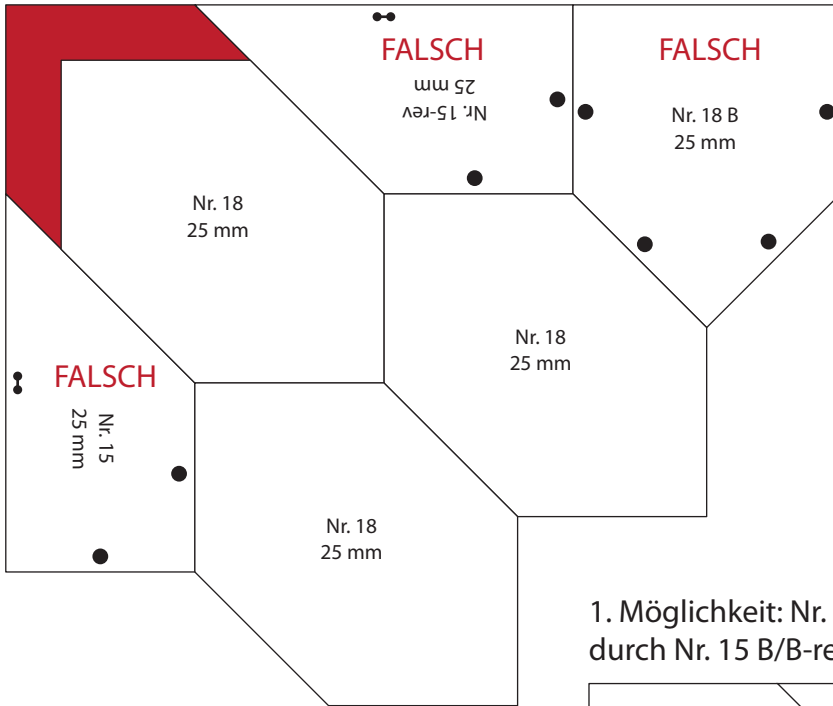 FALSCH
Nr. 15-rev
25 mm
FALSCH
Nr. 18 B
25 mm
Nr. 18
25 mm
Nr. 18
25 mm
FALSCH
Nr. 15
25 mm
Nr. 18
25 mm
1. Möglichkeit: Nr.
durch Nr. 15 B/B-re